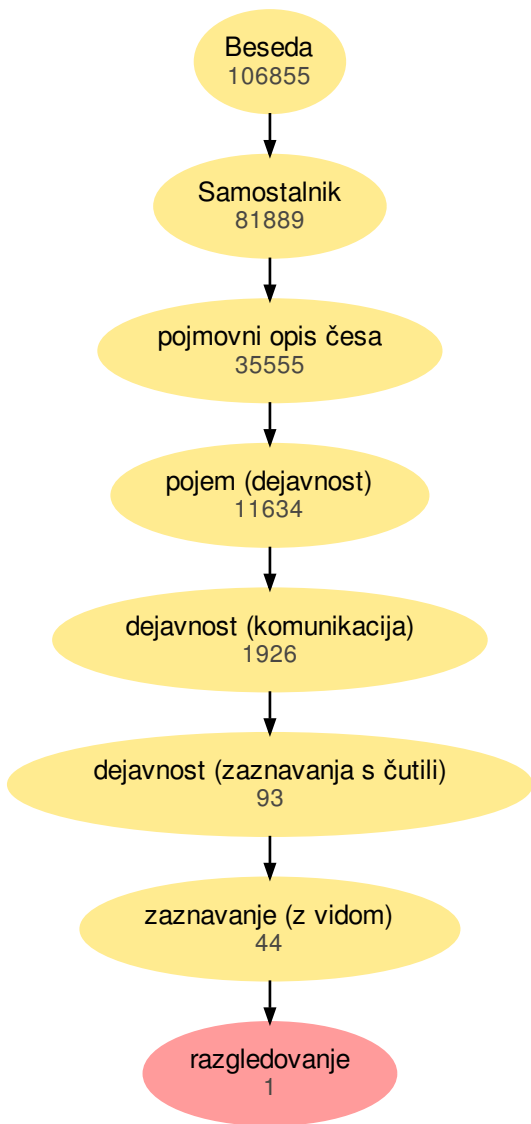 Beseda
106855
Samostalnik
81889
pojmovni opis česa
35555
pojem (dejavnost)
11634
dejavnost (komunikacija)
1926
dejavnost (zaznavanja s čutili)
93
zaznavanje (z vidom)
44
razgledovanje
1